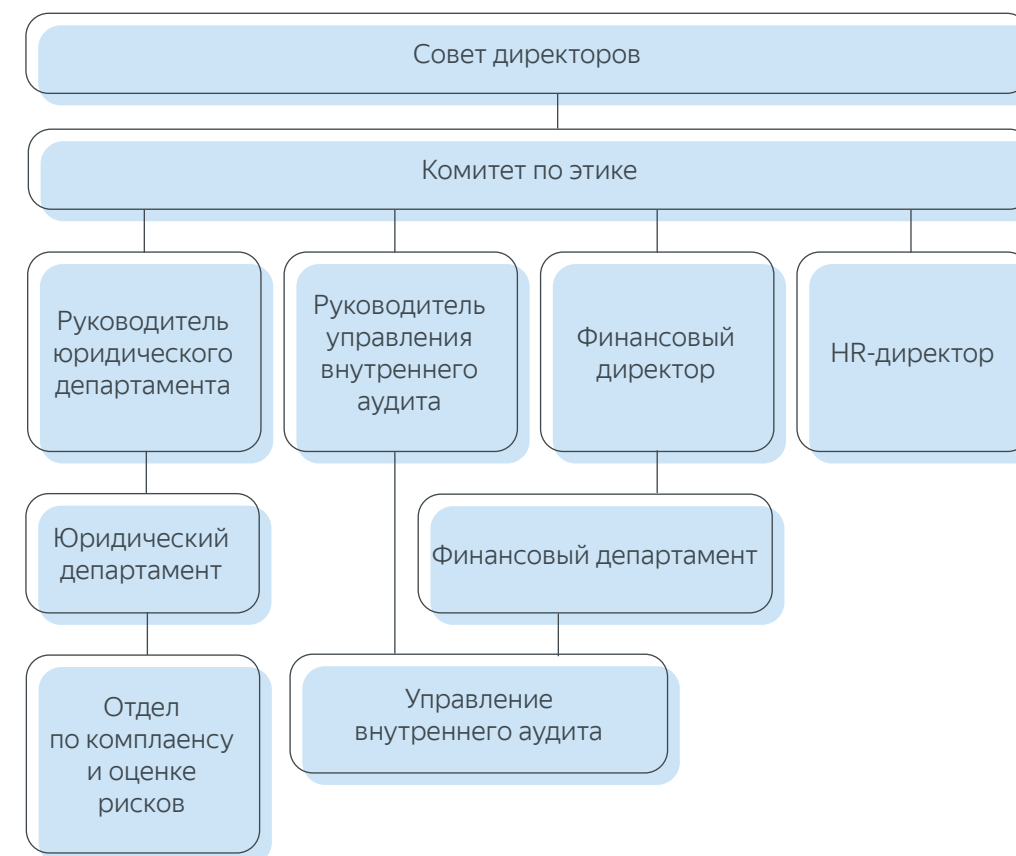 Совет директоров
Комитет по этике
Руководитель
юридического
департамента
Руководитель
управления
внутреннего
аудита
Финансовый
директор
HR-директор
Юридический
департамент
Финансовый департамент
Отдел
по комплаенсу
и оценке
рисков
Управление
внутреннего аудита